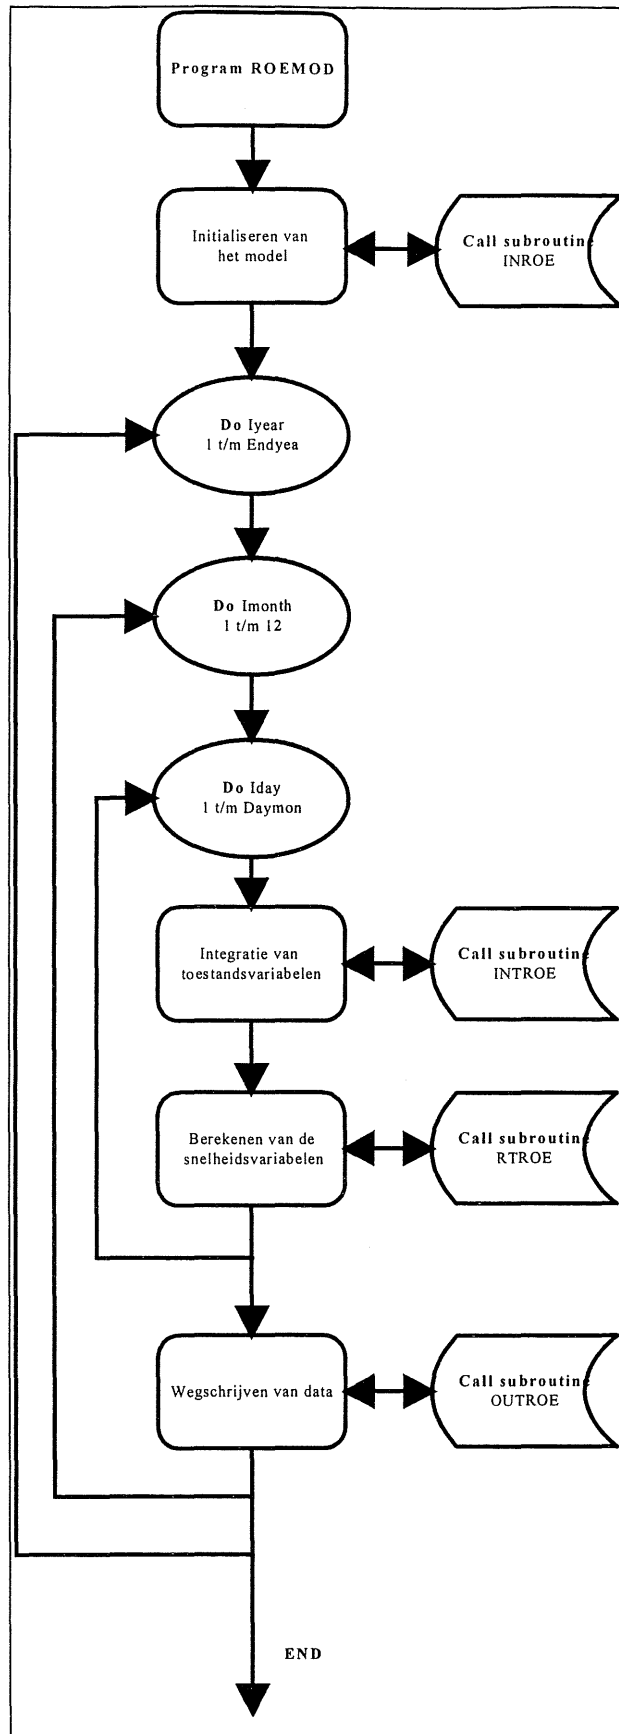 Program ROEMOD
Initialiseren van
het model
Call subroutine
INROE
Do Iyear
1 t/m Endyea
Do Imonth
1 t/m 12
Do Iday
1 t/m Daymon
Integratie van
toestandsvariabelen
Call subroutine
INTROE
Berekenen van de
snelheidsvariabelen
Call subroutine
RTROE
Wegschrijven van data
Call subroutine
OUTROE
END